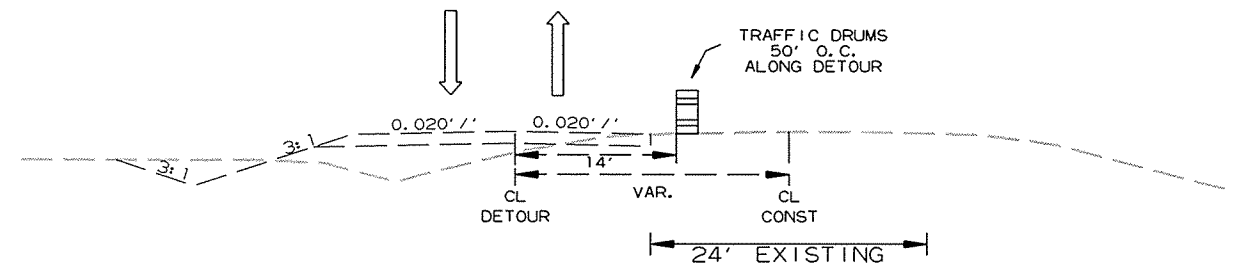 TRAFFIC DRUMS
50' O.C.
ALONG DETOUR
0.020'/'
0.020'/'
3:1
3:1
14'
VAR.
CL
DETOUR
CL
CONST
24' EXISTING